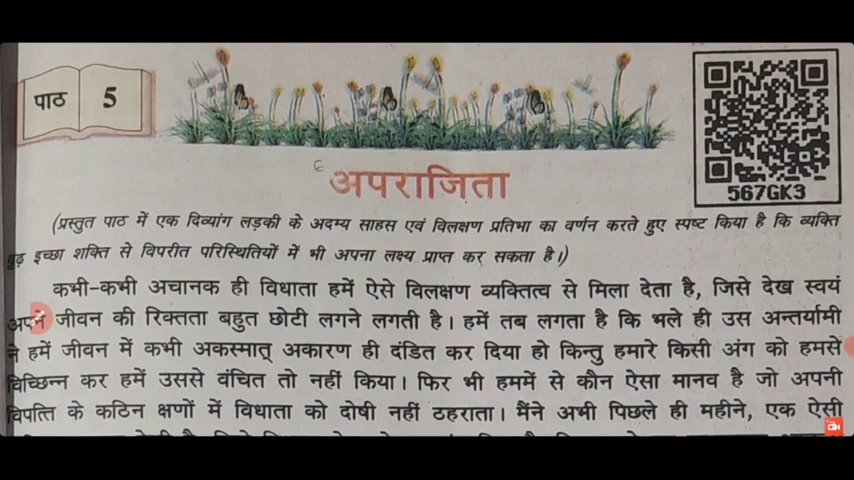 पाठ 5
567GK3
अपराजिता
(प्रस्तुत पाठ में एक दिव्यांग लड़की के अदम्य साहस एवं विलक्षण प्रतिभा का वर्णन करते हुए स्पष्ट किया है कि व्यक्ति
दृढ़ इच्छा शक्ति से विपरीत परिस्थितियों में भी अपना लक्ष्य प्राप्त कर सकता है।)
कभी-कभी अचानक ही विधाता हमें ऐसे विलक्षण व्यक्तित्व से मिला देता है, जिसे देख स्वयं
अपने जीवन की रिक्तता बहुत छोटी लगने लगती है। हमें तब लगता है कि भले ही उस अन्तर्यामी
ने हमें जीवन में कभी अकस्मात् अकारण ही दंडित कर दिया हो किन्तु हमारे किसी अंग को हमसे
विच्छिन्न कर हमें उससे वंचित तो नहीं किया। फिर भी हममें से कौन ऐसा मानव है जो अपनी
विपत्ति के कठिन क्षणों में विधाता को दोषी नहीं ठहराता। मैंने अभी पिछले ही महीने, एक ऐसी